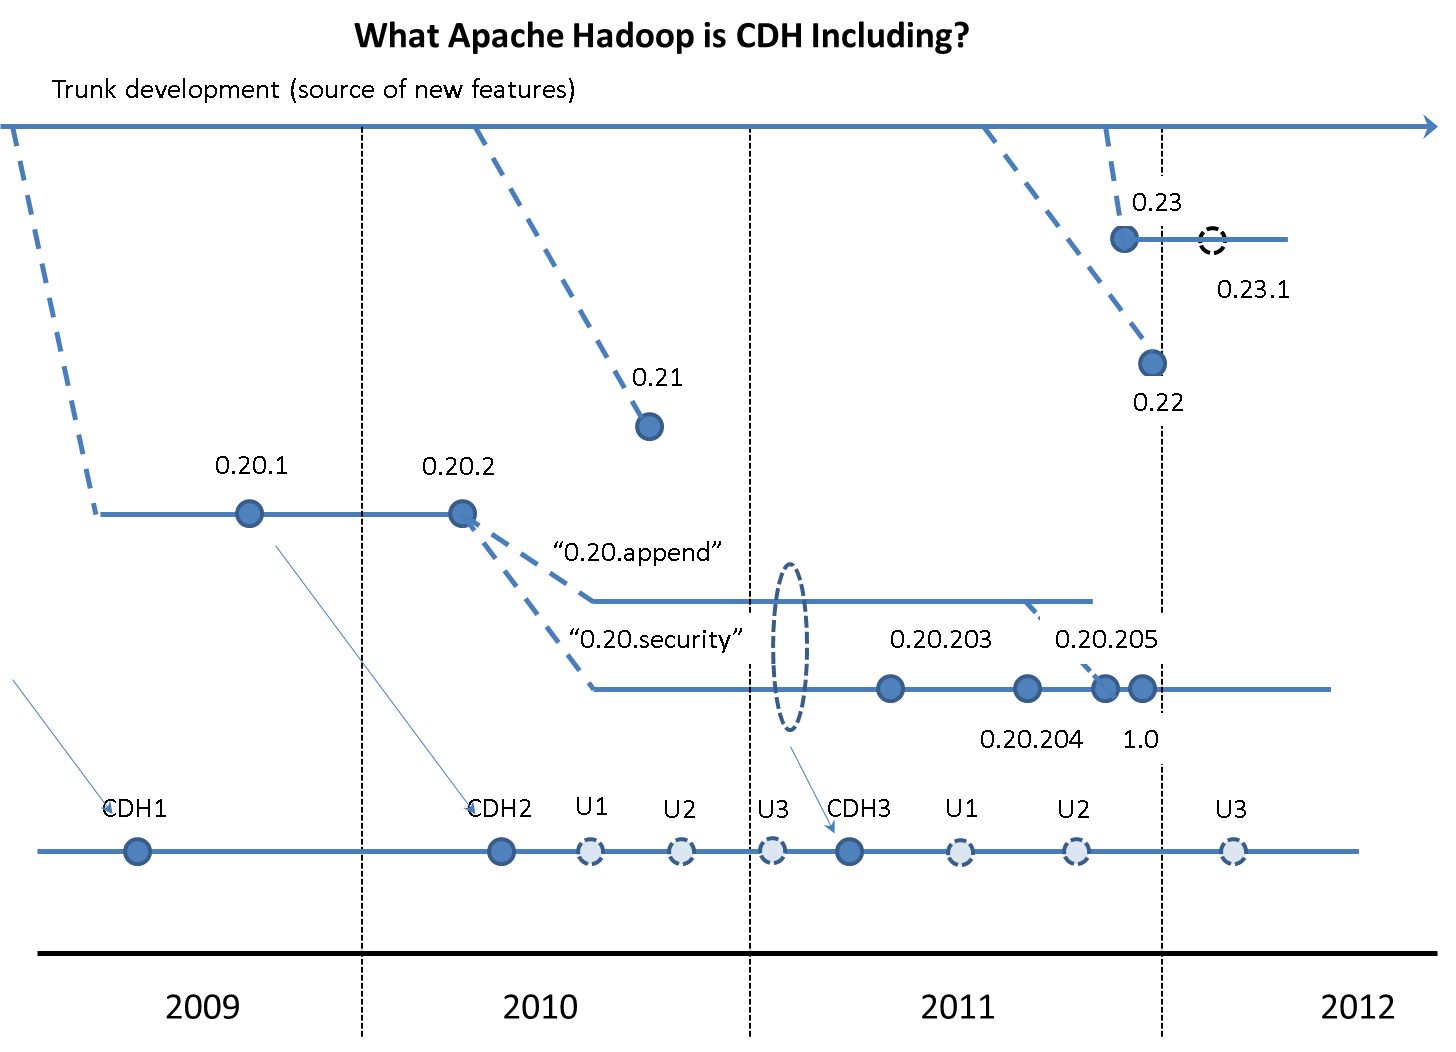 What Apache Hadoop is CDH Including?
Trunk development (source of new features)
0.23
0.23.1
0.21
0.22
0.20.1
0.20.2
“0.20.append”
“0.20.security”
0.20.203
0.20.205
0.20.204
1.0
CDH1
CDH2
U1
U2
U3
CDH3
U1
U2
U3
2009
2010
2011
2012